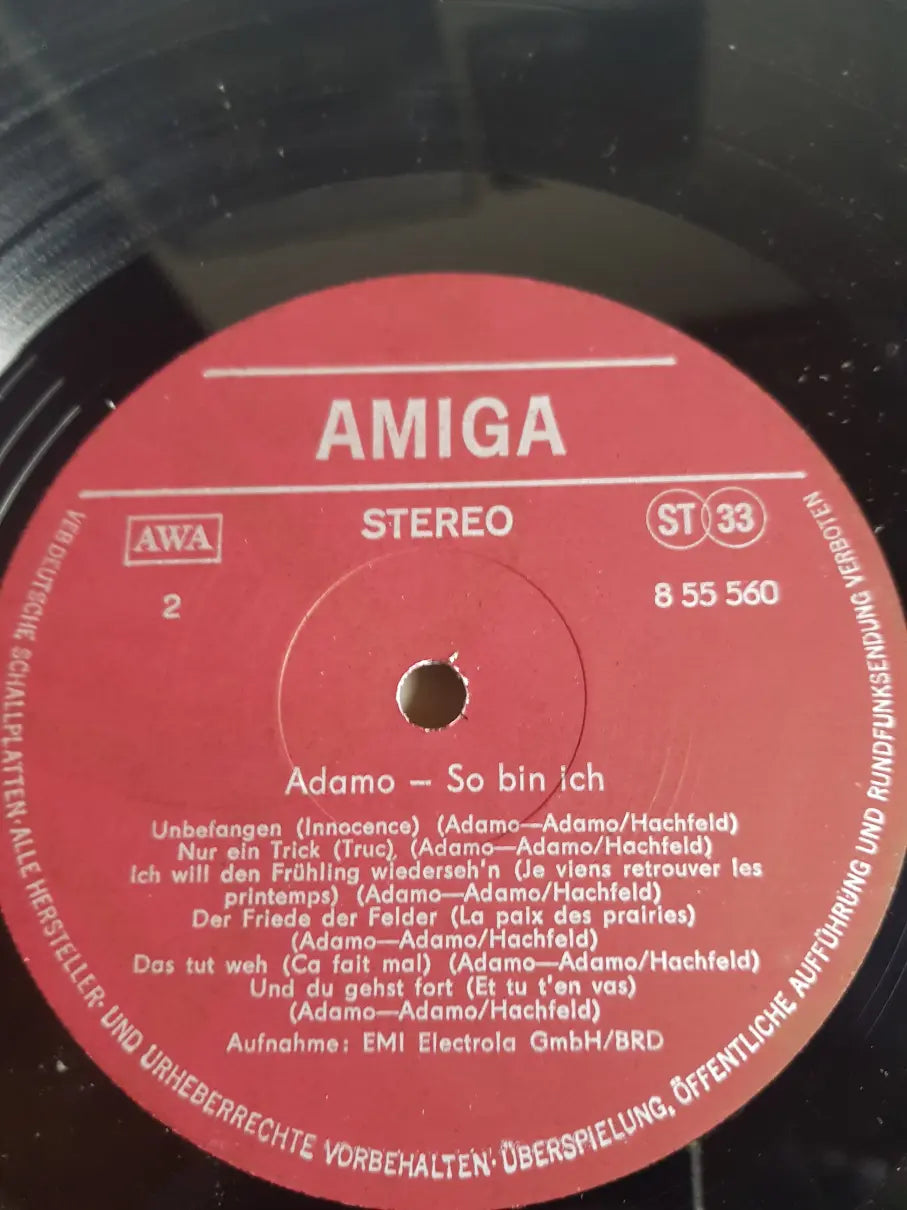 AMIGA
AWA
STEREO
ST 33
2
8 55 560
Adamo – So bin ich
Unbefangen (Innocence) (Adamo—Adamo/Hachfeld)
Nur ein Trick (Truc) (Adamo—Adamo/Hachfeld)
Ich will den Frühling wiederseh'n (Je viens retrouver les
printemps) (Adamo—Adamo/Hachfeld)
Der Friede der Felder (La paix des prairies)
(Adamo—Adamo/Hachfeld)
Das tut weh (Ca fait mal) (Adamo—Adamo/Hachfeld)
Und du gehst fort (Et tu t'en vas)
(Adamo—Adamo/Hachfeld)
Aufnahme: EMI Electrola GmbH/BRD
VEB DEUTSCHE SCHALLPLATTEN· ALLE HERSTELLER- UND URHEBERRECHTE VORBEHALTEN· ÜBERSPIELUNG, ÖFFENTLICHE AUFFÜHRUNG UND RUNDFUNKSENDUNG VERBOTEN